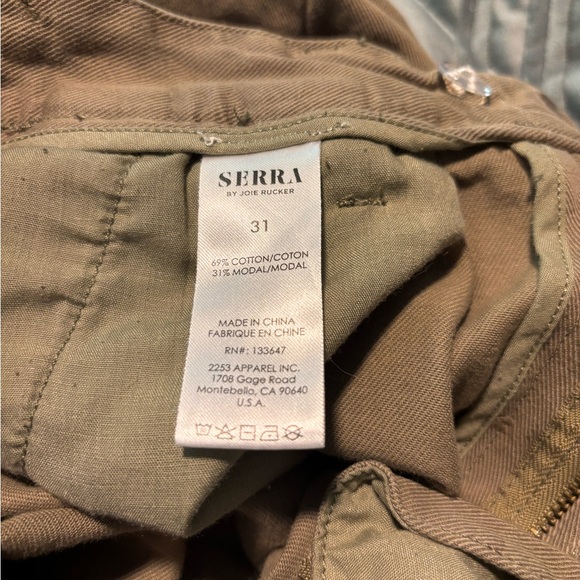 SERRA
BY JOIE RUCKER
31
69% COTTON/COTON
31% MODAL/MODAL
MADE IN CHINA
FABRIQUE EN CHINE
RN#: 133647
2253 APPAREL INC.
1708 Gage Road
Montebello, CA 90640
U.S.A.